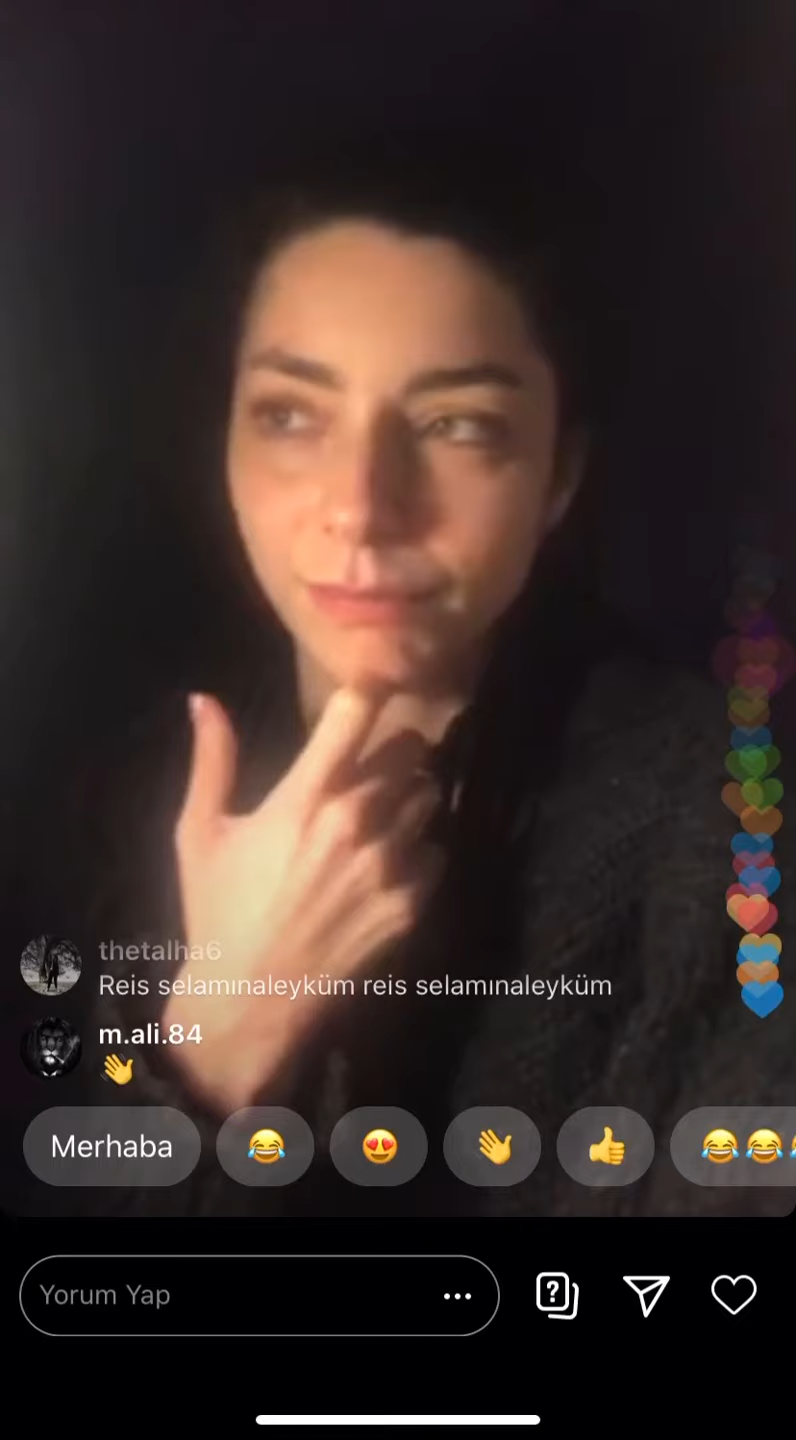 thetalha6
Reis selamınaleyküm reis selamınaleyküm
m.ali.84
👋
Merhaba 😂 😍 👋 👍 😂😂
Yorum Yap